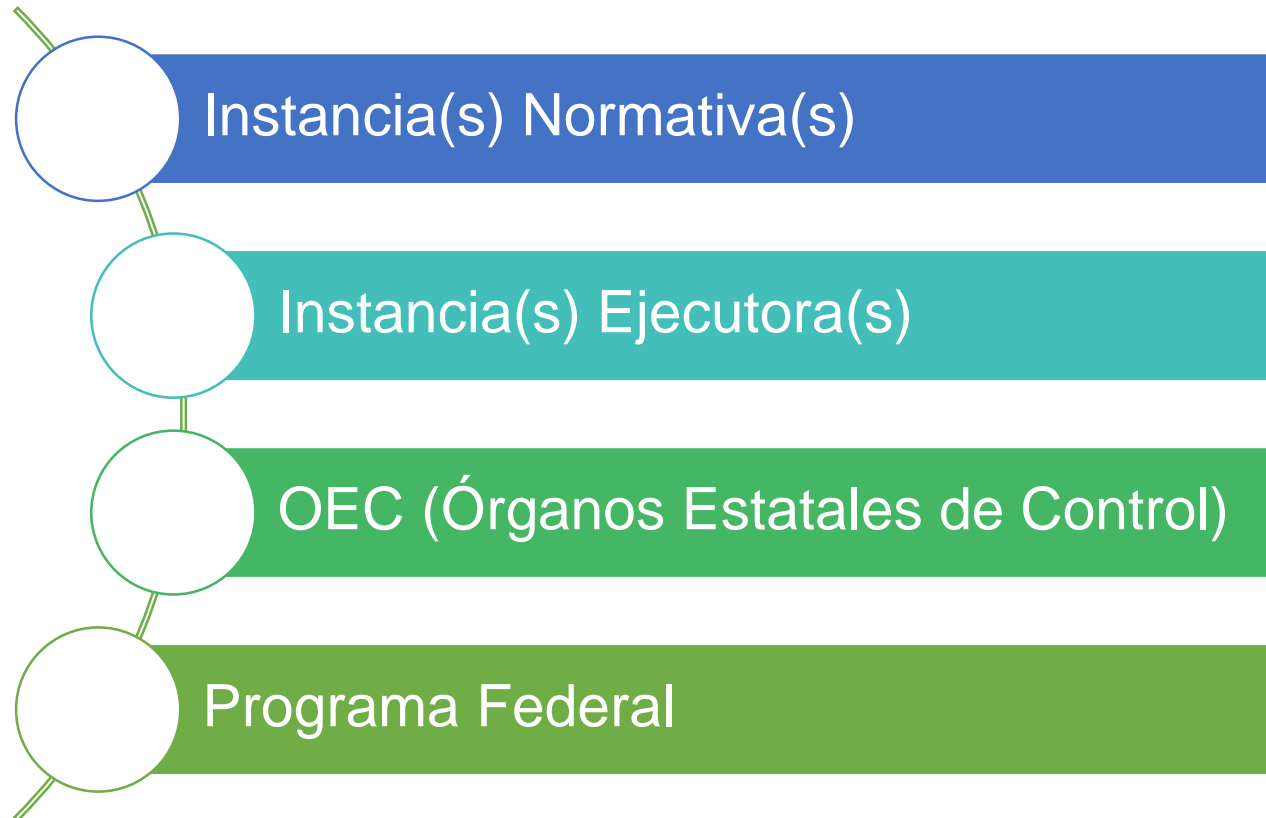 Instancia(s) Normativa(s)
Instancia(s) Ejecutora(s)
OEC (Órganos Estatales de Control)
Programa Federal